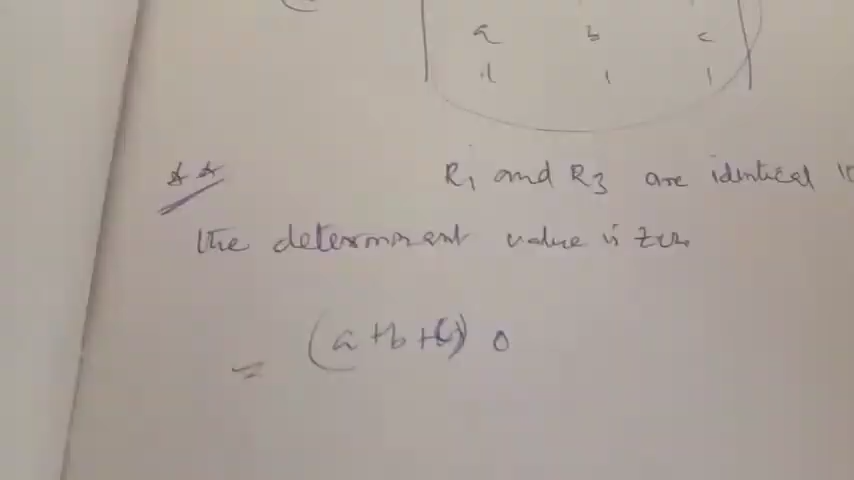 a b c
1 1 1
R1 and R3 are identical
the determinant value is zero
= (a+b+c) 0